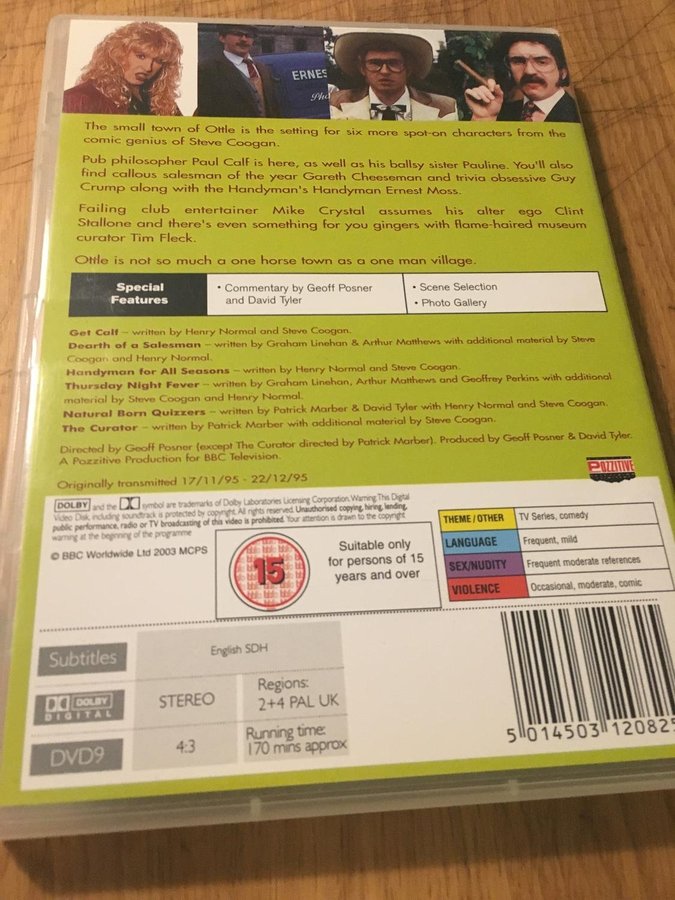 ERNES
Pho
The small town of Ottle is the setting for six more spot-on characters from the
comic genius of Steve Coogan.
Pub philosopher Paul Calf is here, as well as his ballsy sister Pauline. You'll also
find callous salesman of the year Gareth Cheeseman and trivia obsessive Guy
Crump along with the Handyman's Handyman Ernest Moss.
Failing club entertainer Mike Crystal assumes his alter ego Clint
Stallone and there's even something for you gingers with flame-haired museum
curator Tim Fleck.
Ottle is not so much a one horse town as a one man village.
Special
Features
• Commentary by Geoff Posner
and David Tyler
• Scene Selection
• Photo Gallery
Get Calf – written by Henry Normal and Steve Coogan.
Dearth of a Salesman – written by Graham Linehan & Arthur Matthews with additional material by Steve
Coogan and Henry Normal.
Handyman for All Seasons – written by Henry Normal and Steve Coogan.
Thursday Night Fever – written by Graham Linehan, Arthur Matthews and Geoffrey Perkins with additional
material by Steve Coogan and Henry Normal.
Natural Born Quizzers – written by Patrick Marber & David Tyler with Henry Normal and Steve Coogan.
The Curator – written by Patrick Marber with additional material by Steve Coogan.
Directed by Geoff Posner (except The Curator directed by Patrick Marber). Produced by Geoff Posner & David Tyler.
A Pozzitive Production for BBC Television.
POZZITIVE
Originally transmitted 17/11/95 - 22/12/95
DOLBY and the symbol are trademarks of Dolby Laboratories Licensing Corporation. Warning. This Digital
Video Disk, including soundtrack is protected by copyright. All rights reserved. Unauthorised copying, hiring, lending,
public performance, radio or TV broadcasting of this video is prohibited. Your attention is drawn to the copyright
warning at the beginning of the programme
© BBC Worldwide Ltd 2003 MCPS
15
Suitable only
for persons of 15
years and over
THEME / OTHER TV Series, comedy
LANGUAGE Frequent, mild
SEX/NUDITY Frequent moderate references
VIOLENCE Occasional, moderate, comic
Subtitles English SDH
DOLBY
DIGITAL
STEREO
Regions:
2+4 PAL UK
DVD9
4:3
Running time:
170 mins approx
5 014503 120825